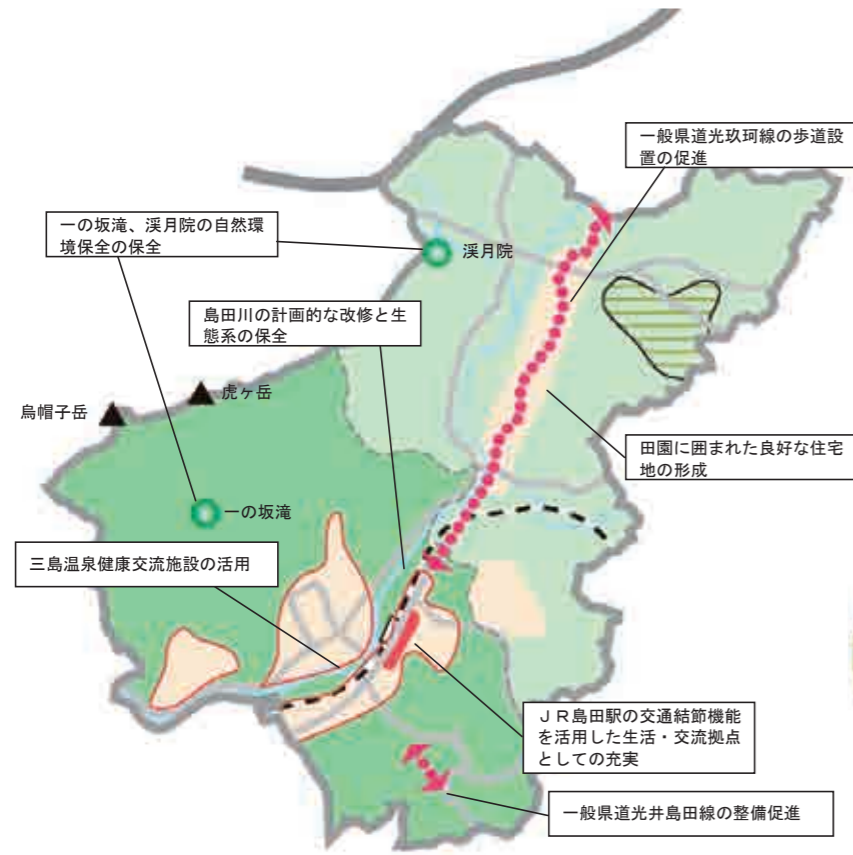 一般県道光玖珂線の歩道設
置の促進
一の坂滝、渓月院の自然環
境保全の保全
渓月院
島田川の計画的な改修と生
態系の保全
虎ヶ岳
烏帽子岳
田園に囲まれた良好な住宅
地の形成
一の坂滝
三島温泉健康交流施設の活用
ＪＲ島田駅の交通結節機能
を活用した生活・交流拠点
としての充実
一般県道光井島田線の整備促進